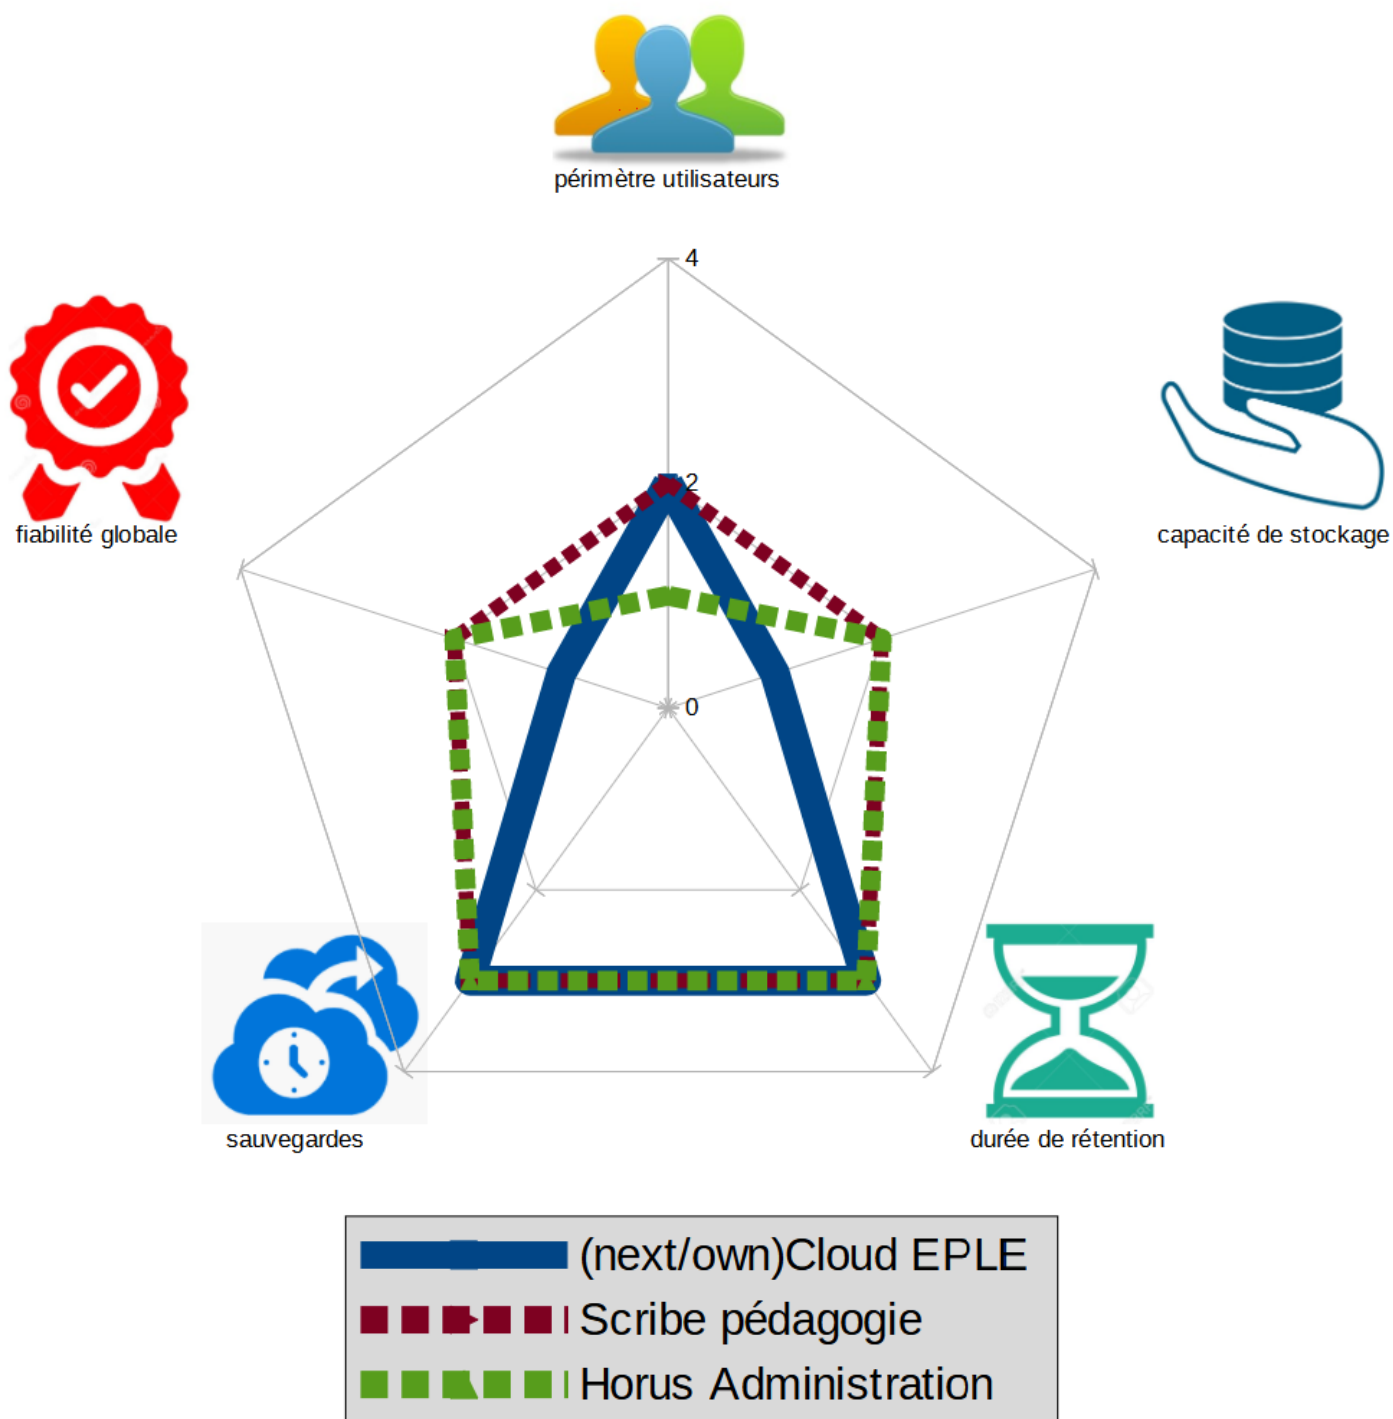 périmètre utilisateurs
4
fiabilité globale
capacité de stockage
2
0
sauvegardes
durée de rétention
(next/own)Cloud EPLE
Scribe pédagogie
Horus Administration